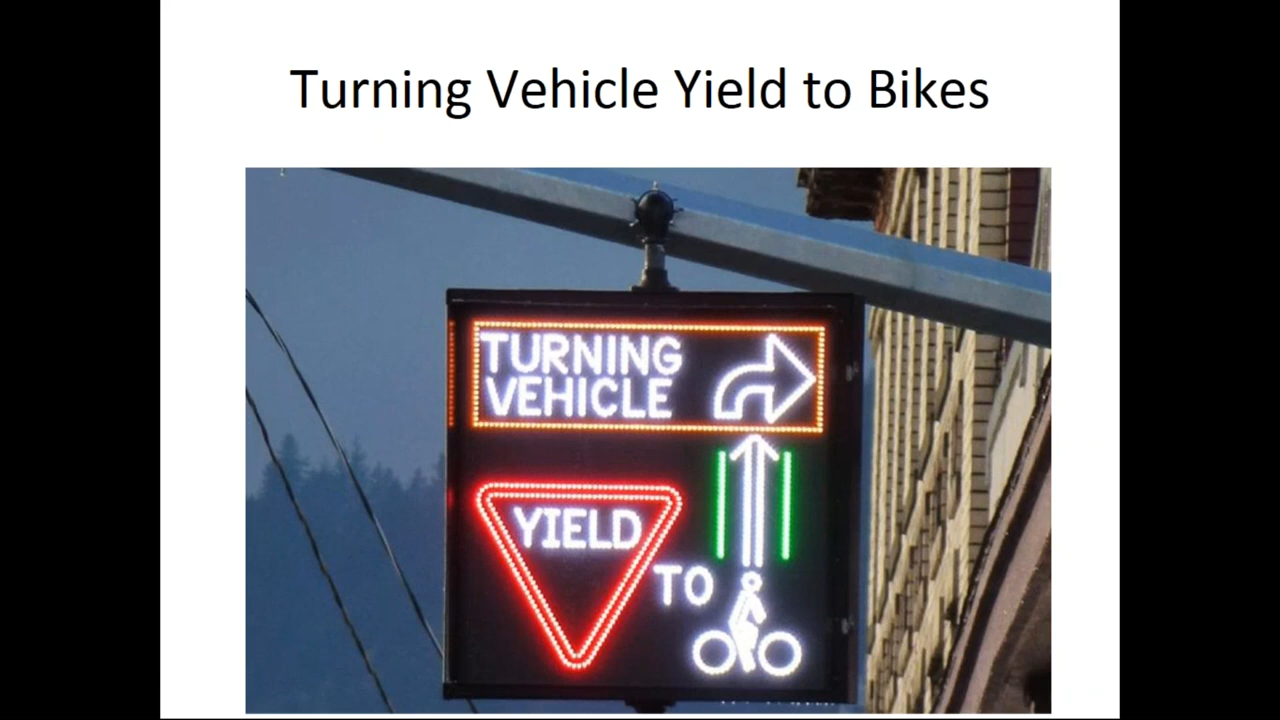 Turning Vehicle Yield to Bikes
TURNING
VEHICLE
YIELD
TO